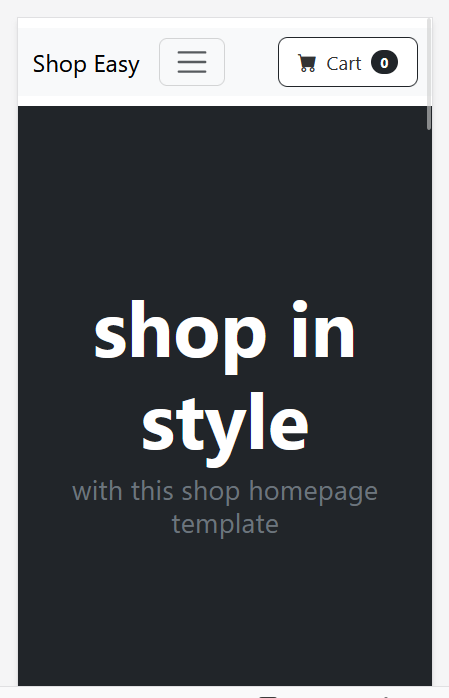 Shop Easy
Cart 0
shop in
style
with this shop homepage
template